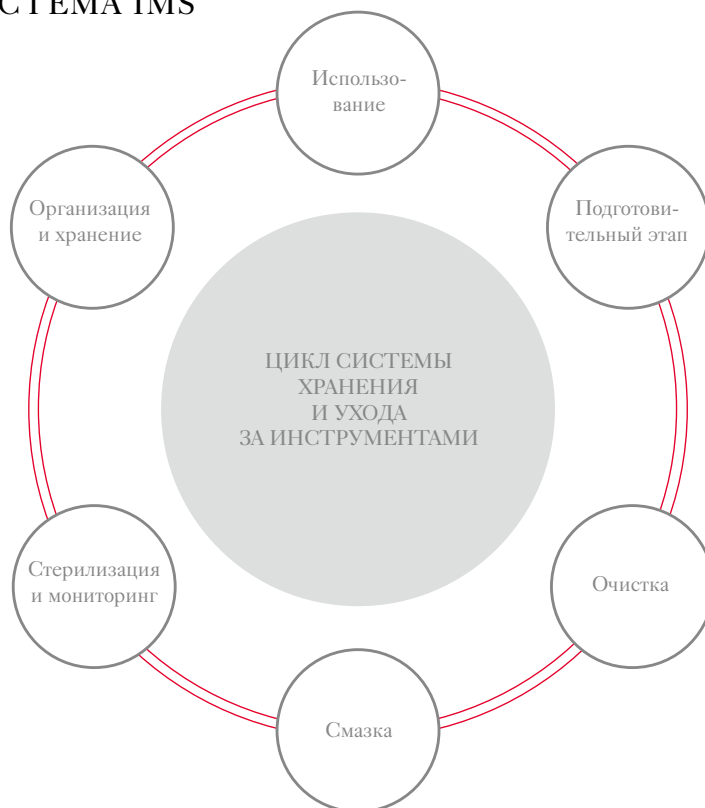 СТЕМА IMS
Использо-
вание
Подготови-
тельный этап
Очистка
Смазка
Стерилизация
и мониторинг
Организация
и хранение
ЦИКЛ СИСТЕМЫ
ХРАНЕНИЯ
И УХОДА
ЗА ИНСТРУМЕНТАМИ